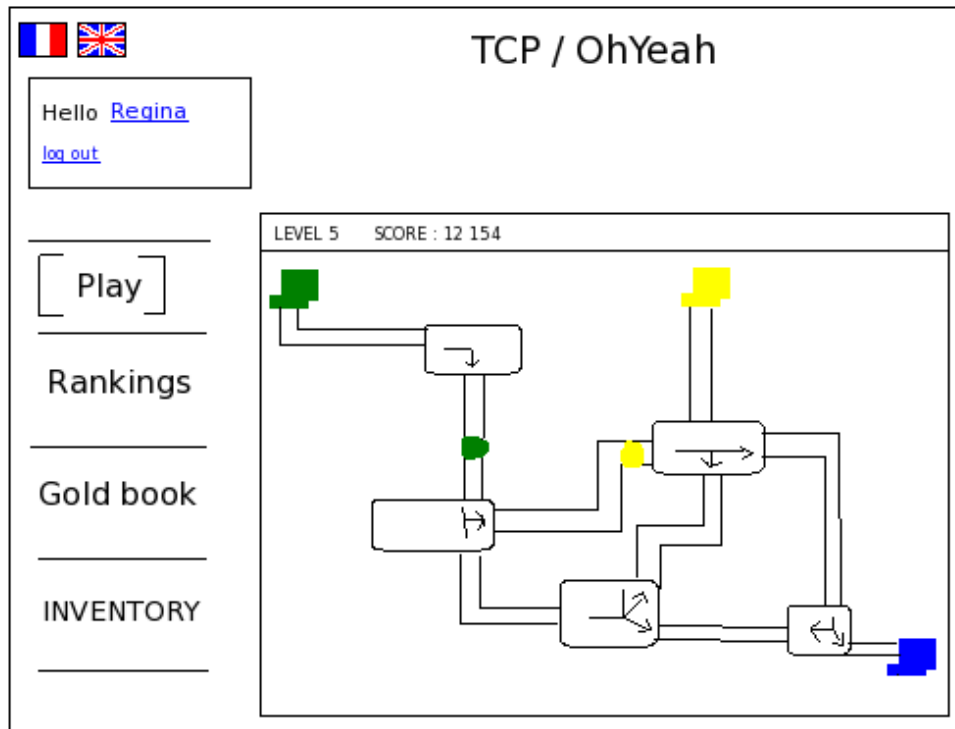 TCP / OhYeah
Hello Regina
log out
LEVEL 5 SCORE : 12 154
Play
Rankings
Gold book
INVENTORY